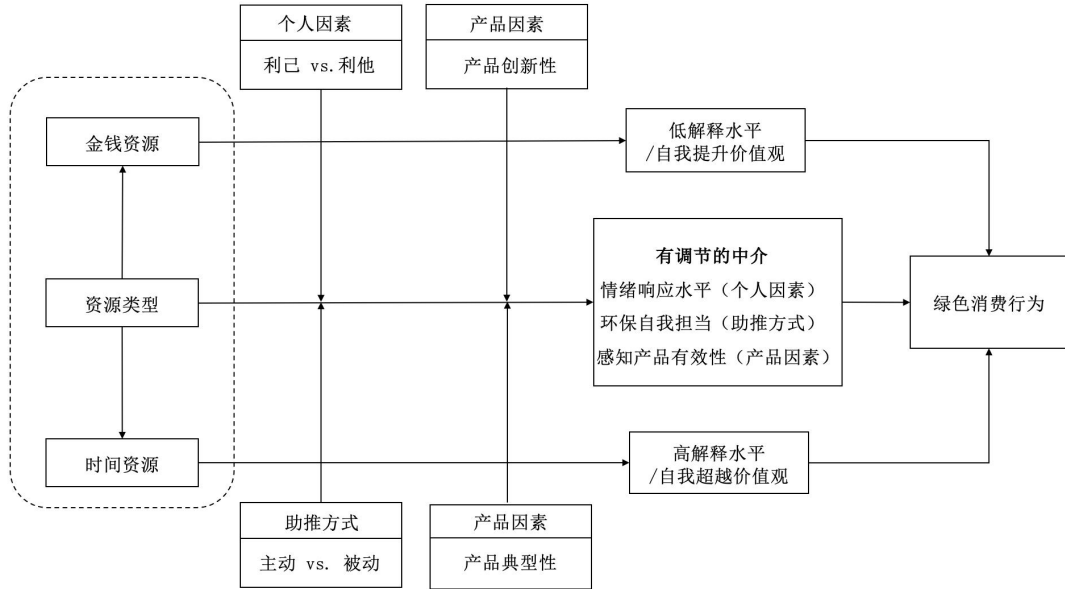 个人因素
利己 vs.利他
产品因素
产品创新性
金钱资源
低解释水平
/自我提升价值观
资源类型
有调节的中介
情绪响应水平（个人因素）
环保自我担当（助推方式）
感知产品有效性（产品因素）
绿色消费行为
时间资源
高解释水平
/自我超越价值观
助推方式
主动 vs. 被动
产品因素
产品典型性